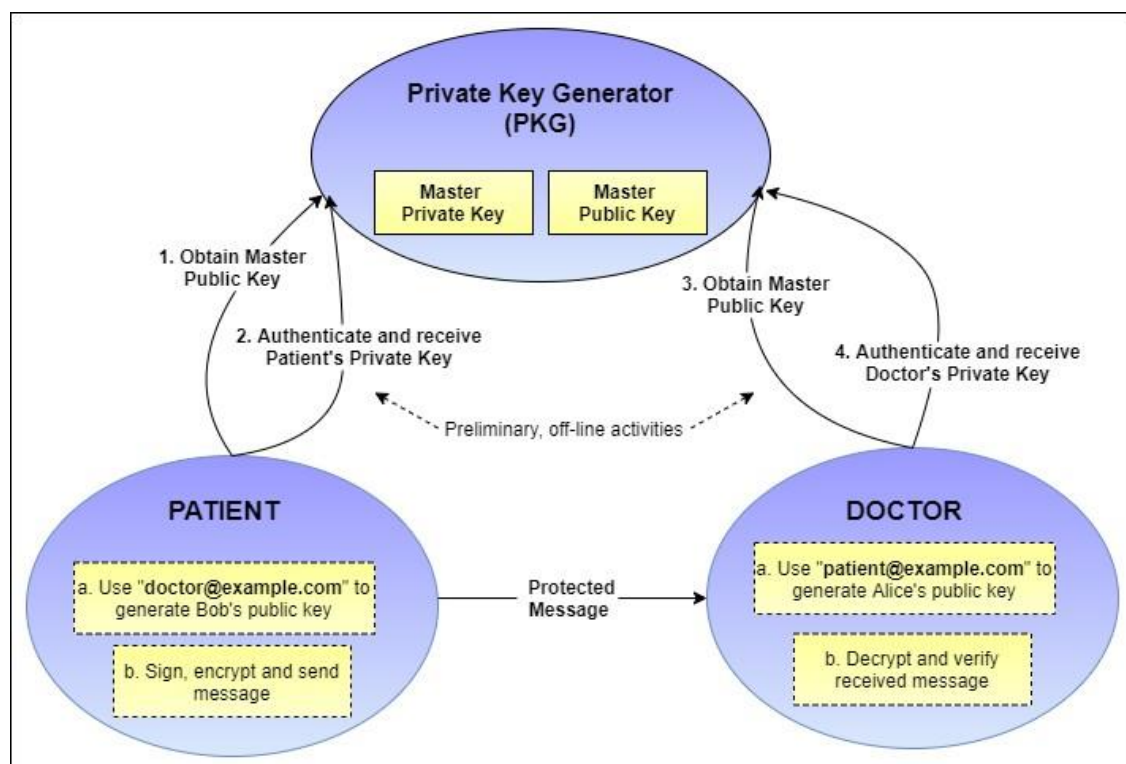 Private Key Generator
(PKG)
Master
Private Key
Master
Public Key
1. Obtain Master
Public Key
2. Authenticate and receive
Patient's Private Key
3. Obtain Master
Public Key
4. Authenticate and receive
Doctor's Private Key
Preliminary, off-line activities
PATIENT
a. Use "doctor@example.com" to
generate Bob's public key
b. Sign, encrypt and send
message
Protected
Message
DOCTOR
a. Use "patient@example.com" to
generate Alice's public key
b. Decrypt and verify
received message